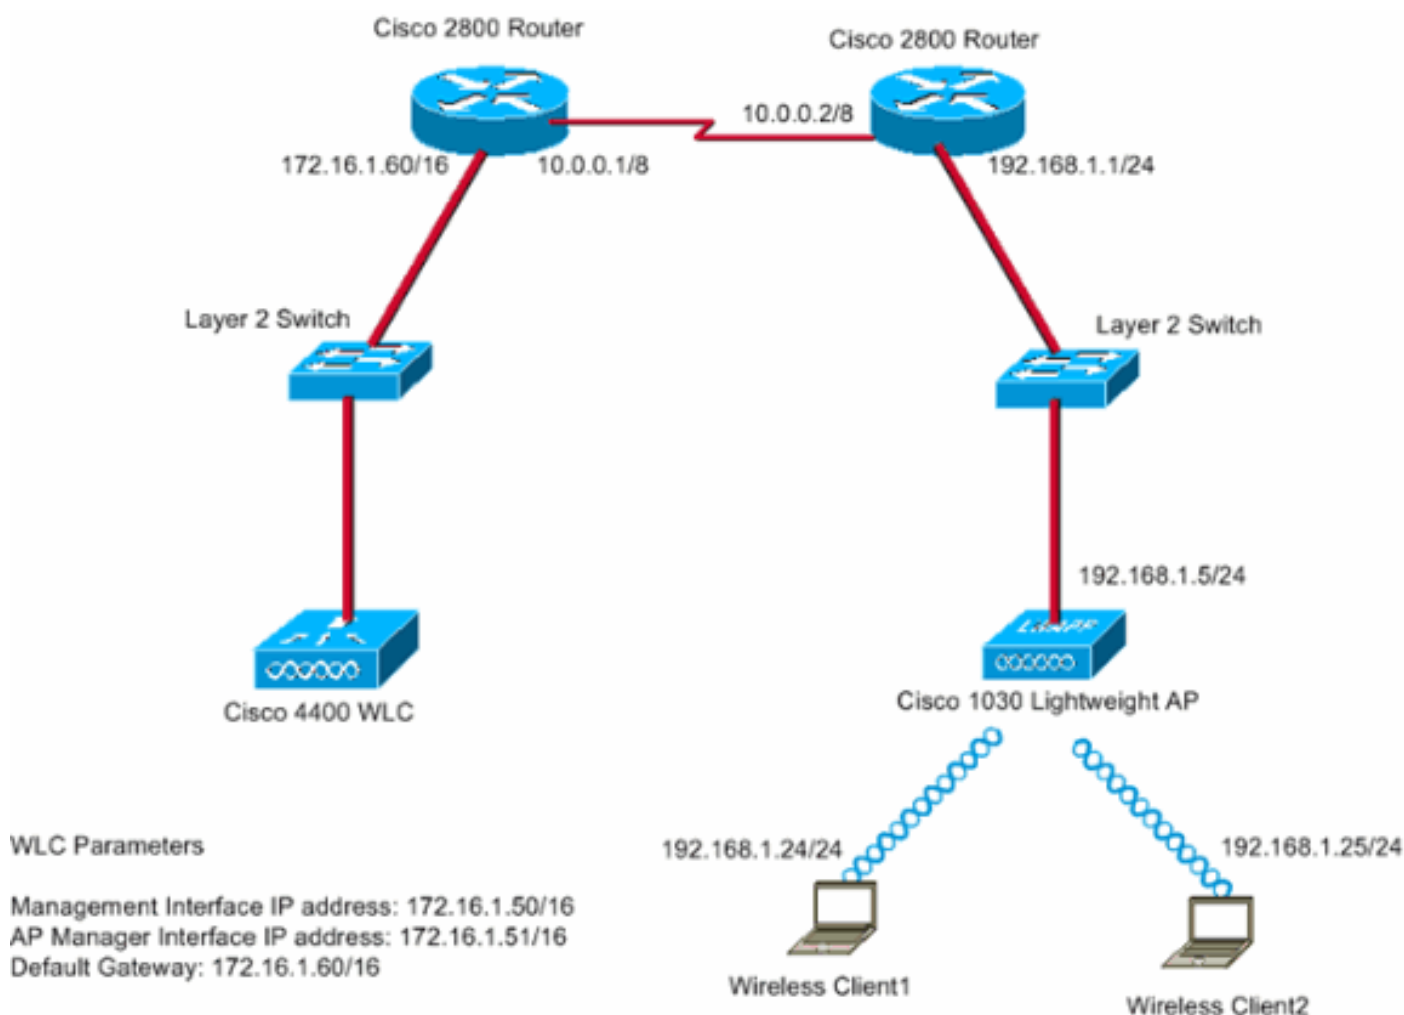 Cisco 2800 Router
Cisco 2800 Router
10.0.0.2/8
172.16.1.60/16
10.0.0.1/8
192.168.1.1/24
Layer 2 Switch
Layer 2 Switch
192.168.1.5/24
LWAPP
Cisco 1030 Lightweight AP
Cisco 4400 WLC
WLC Parameters
192.168.1.24/24
192.168.1.25/24
Management Interface IP address: 172.16.1.50/16
AP Manager Interface IP address: 172.16.1.51/16
Default Gateway: 172.16.1.60/16
Wireless Client1
Wireless Client2